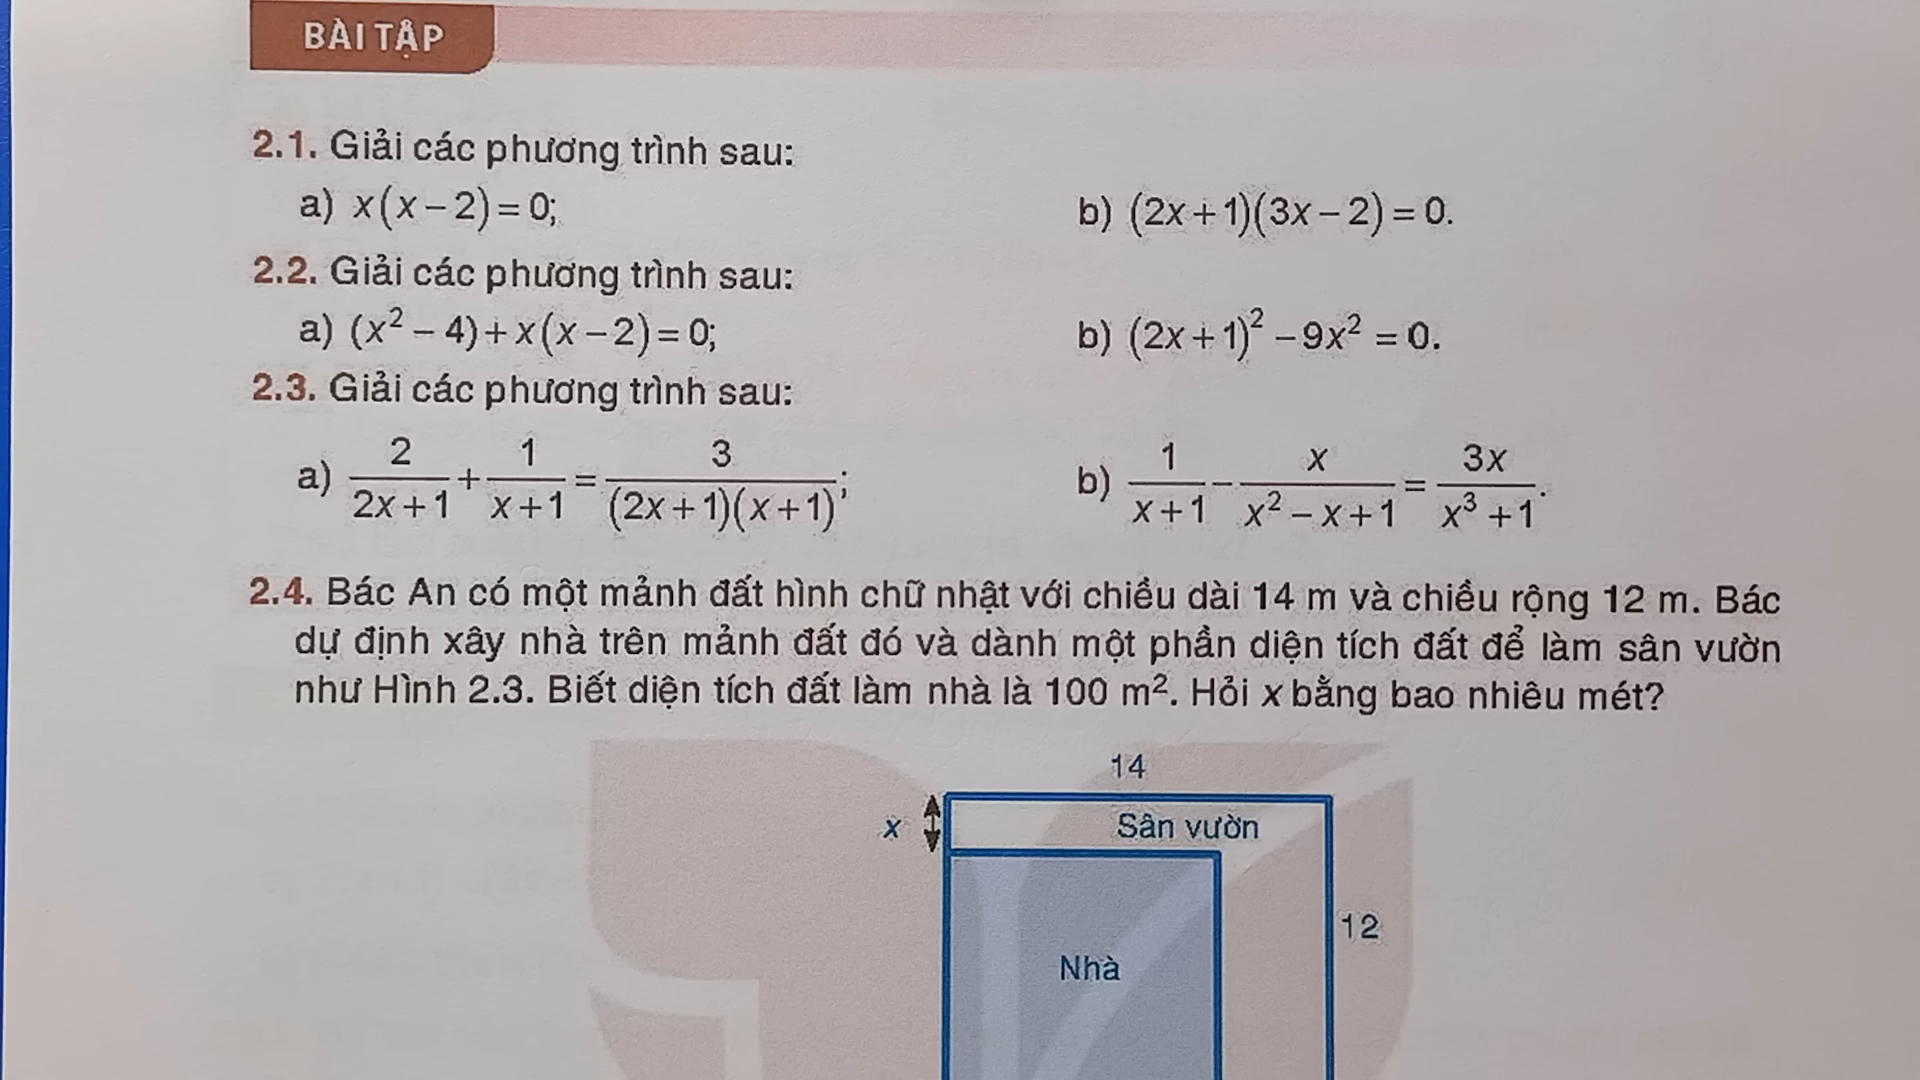 BÀI TẬP
2.1. Giải các phương trình sau:
a) x(x − 2) = 0; b) (2x + 1)(3x − 2) = 0.
2.2. Giải các phương trình sau:
a) (x² − 4) + x(x − 2) = 0; b) (2x + 1)² − 9x² = 0.
2.3. Giải các phương trình sau:
a) 2/(2x + 1) + 1/(x + 1) = 3/((2x + 1)(x + 1)); b) 1/(x + 1) − x/(x² − x + 1) = 3x/(x³ + 1).
2.4. Bác An có một mảnh đất hình chữ nhật với chiều dài 14 m và chiều rộng 12 m. Bác
dự định xây nhà trên mảnh đất đó và dành một phần diện tích đất để làm sân vườn
như Hình 2.3. Biết diện tích đất làm nhà là 100 m². Hỏi x bằng bao nhiêu mét?
14
x Sân vườn
12
Nhà